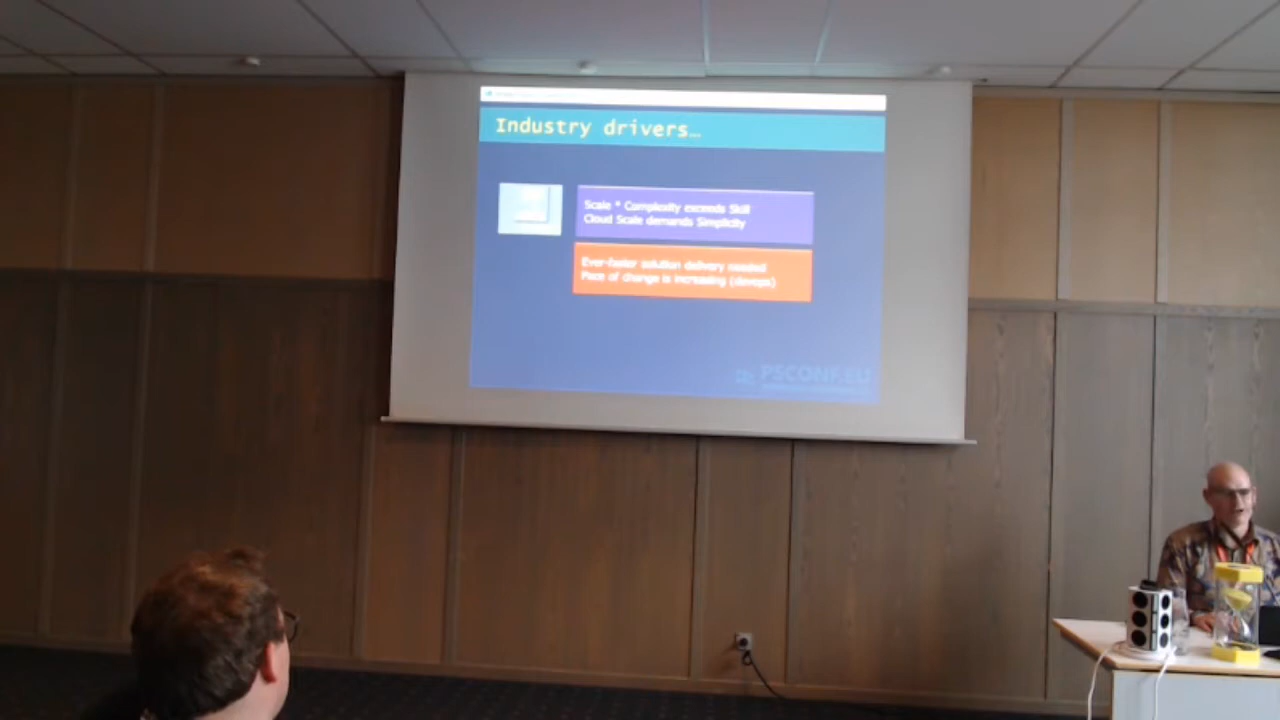 Industry drivers…
Scale * Complexity exceeds Skill
Cloud Scale demands Simplicity
Ever-faster solution delivery needed
Pace of change is increasing (devops)
PSCONF.EU